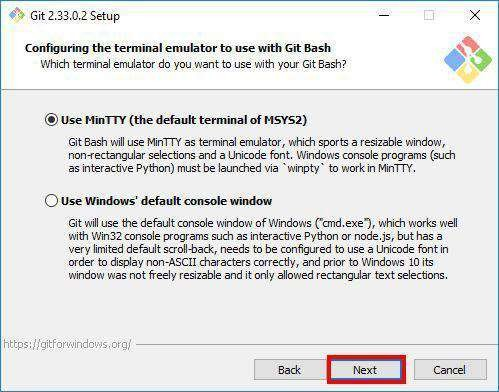 Git 2.33.0.2 Setup
Configuring the terminal emulator to use with Git Bash
Which terminal emulator do you want to use with your Git Bash?
Use MinTTY (the default terminal of MSYS2)
Git Bash will use MinTTY as terminal emulator, which sports a resizable window,
non-rectangular selections and a Unicode font. Windows console programs (such
as interactive Python) must be launched via `winpty` to work in MinTTY.
Use Windows' default console window
Git will use the default console window of Windows ("cmd.exe"), which works well
with Win32 console programs such as interactive Python or node.js, but has a
very limited default scroll-back, needs to be configured to use a Unicode font in
order to display non-ASCII characters correctly, and prior to Windows 10 its
window was not freely resizable and it only allowed rectangular text selections.
https://gitforwindows.org/
Back Next Cancel